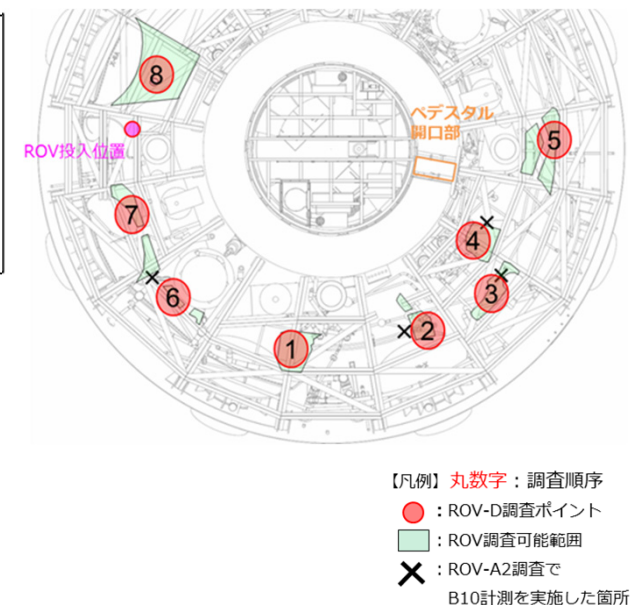 8
ペデスタル
開口部
5
ROV投入位置
7
4
6
3
2
1
【凡例】丸数字：調査順序
：ROV-D調査ポイント
：ROV調査可能範囲
：ROV-A2調査で
B10計測を実施した箇所